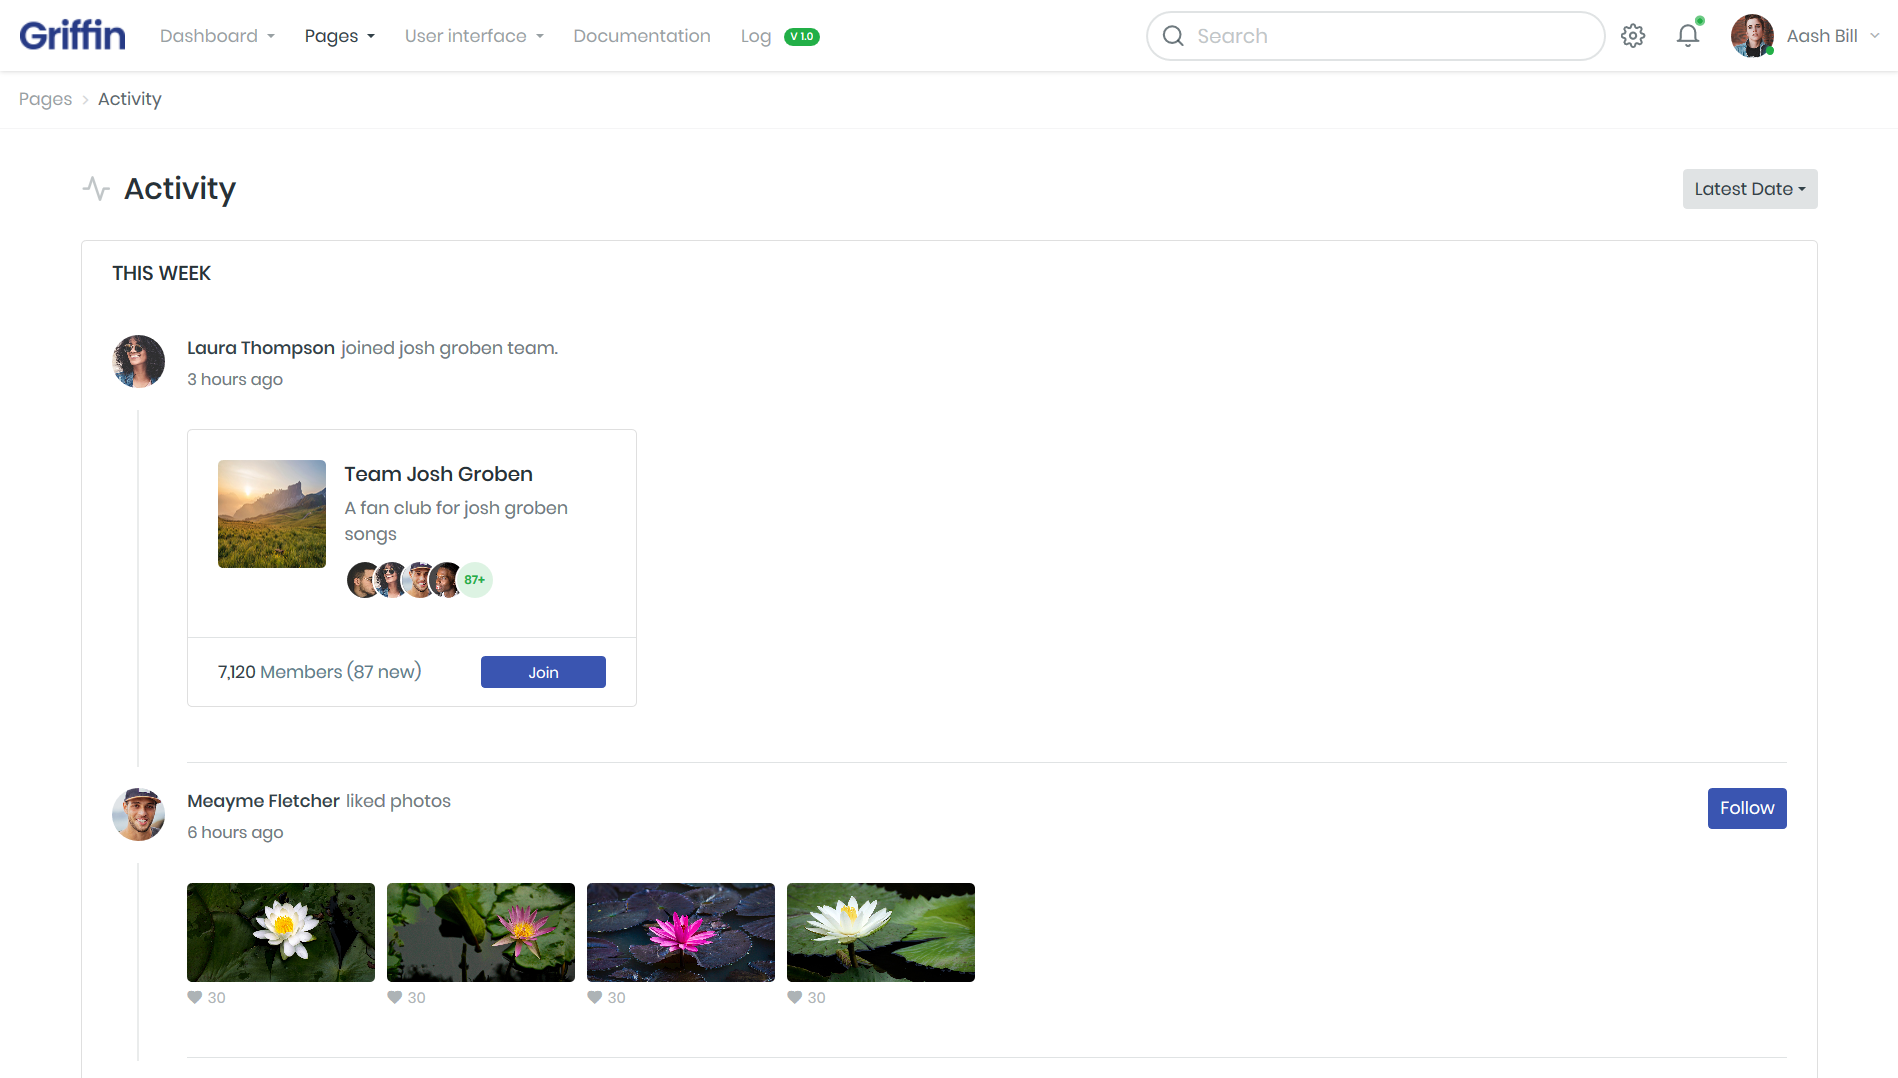 Griffin
Dashboard
Pages
User interface
Documentation
Log V 1.0
Search
Aash Bill
Pages > Activity
Activity
Latest Date
THIS WEEK
Laura Thompson joined josh groben team.
3 hours ago
Team Josh Groben
A fan club for josh groben
songs
87+
7,120 Members (87 new)
Join
Meayme Fletcher liked photos
Follow
6 hours ago
30
30
30
30